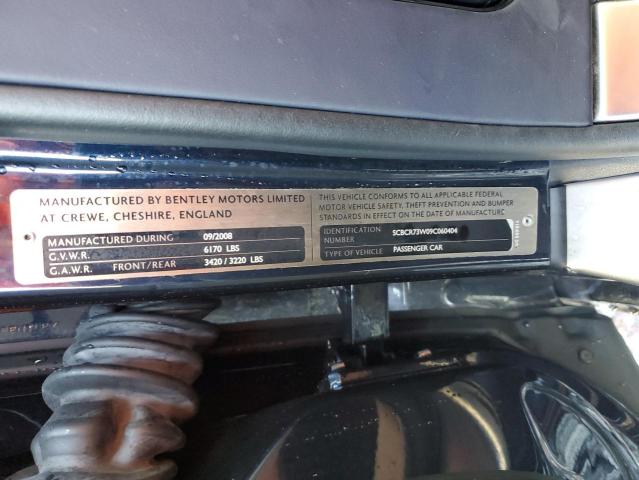 MANUFACTURED BY BENTLEY MOTORS LIMITED
AT CREWE, CHESHIRE, ENGLAND
MANUFACTURED DURING 09/2008
G.V.W.R. 6170 LBS
G.A.W.R. FRONT/REAR 3420 / 3220 LBS
THIS VEHICLE CONFORMS TO ALL APPLICABLE FEDERAL
MOTOR VEHICLE SAFETY, THEFT PREVENTION AND BUMPER
STANDARDS IN EFFECT ON THE DATE OF MANUFACTURE
IDENTIFICATION
NUMBER SCBCR73W09C060404
TYPE OF VEHICLE PASSENGER CAR